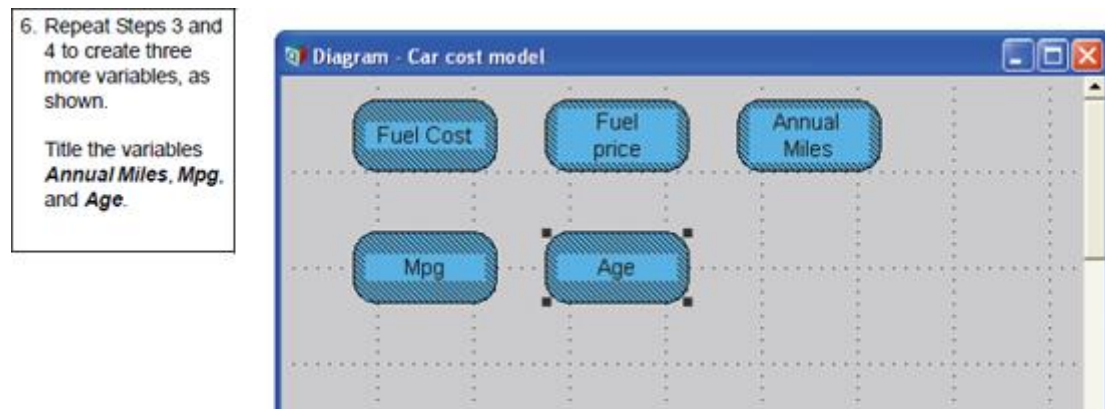 6. Repeat Steps 3 and
4 to create three
more variables, as
shown.
Title the variables
Annual Miles, Mpg,
and Age.
Diagram - Car cost model
Fuel Cost
Fuel
price
Annual
Miles
Mpg
Age